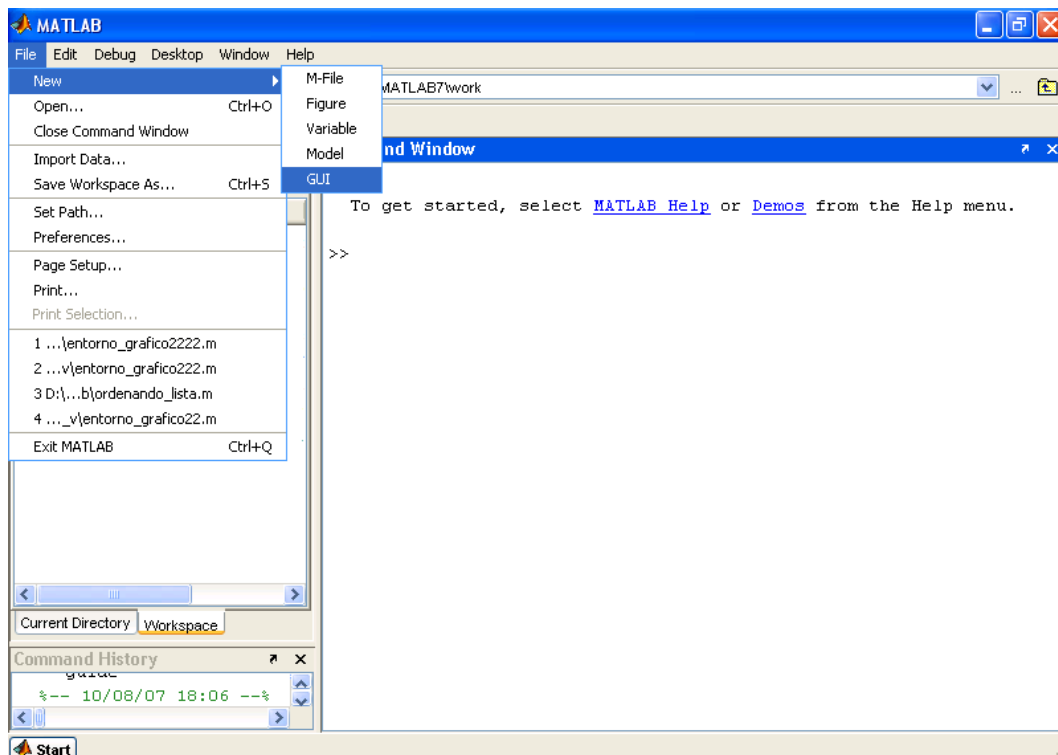 MATLAB
File Edit Debug Desktop Window Help
New
Open... Ctrl+O
Close Command Window
Import Data...
Save Workspace As... Ctrl+S
Set Path...
Preferences...
Page Setup...
Print...
Print Selection...
1 ...\entorno_grafico2222.m
2 ...v\entorno_grafico222.m
3 D:\...b\ordenando_lista.m
4 ..._v\entorno_grafico22.m
Exit MATLAB Ctrl+Q
M-File
Figure
Variable
Model
GUI
MATLAB7\work
...
nd Window
To get started, select MATLAB Help or Demos from the Help menu.
>>
Current Directory Workspace
Command History
guide
%-- 10/08/07 18:06 --%
Start